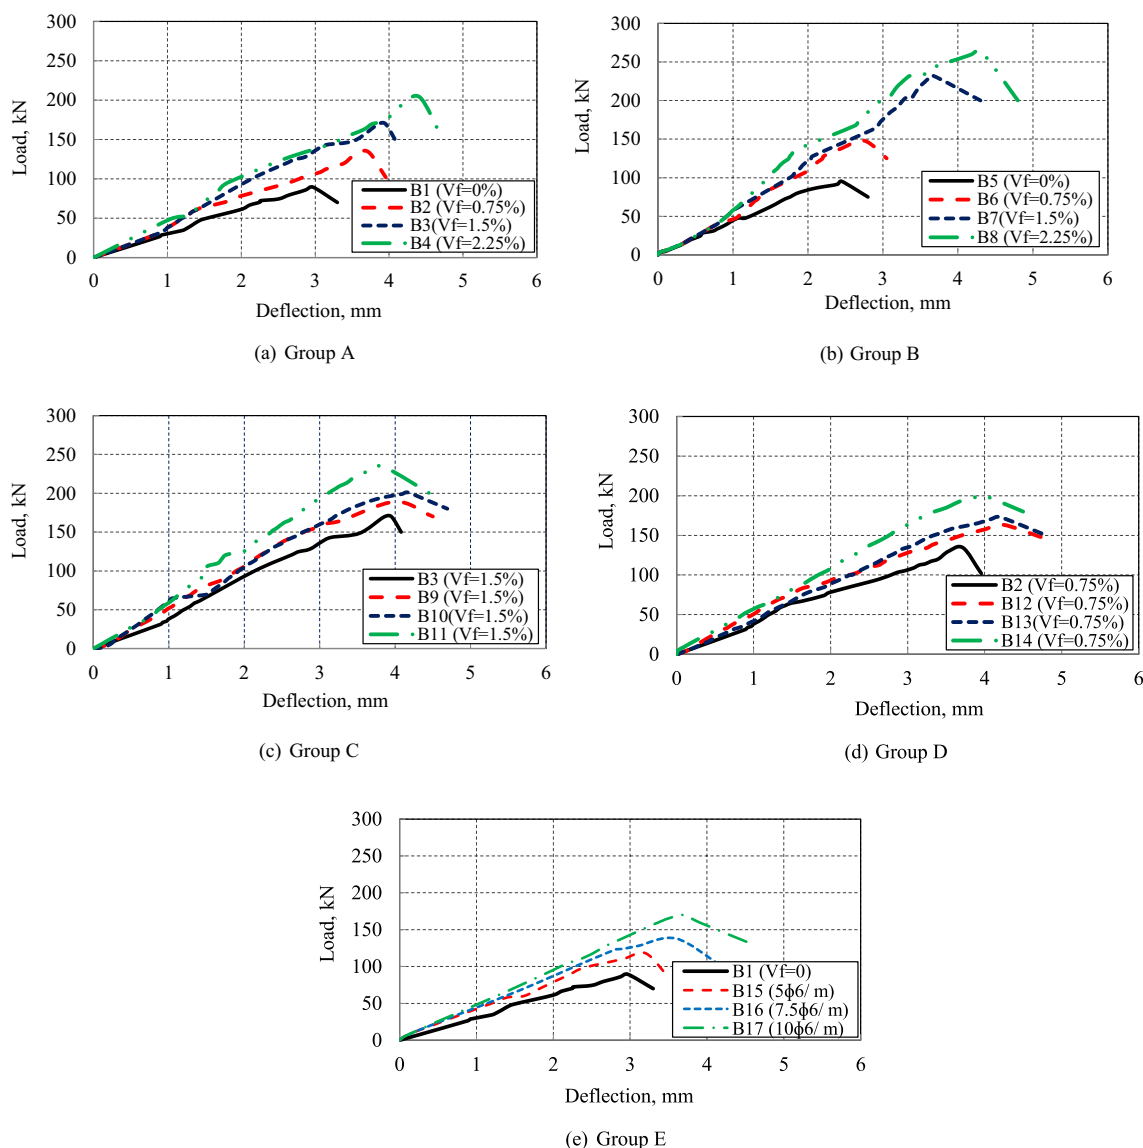 300
250
200
150
100
50
0
Load, kN
0 1 2 3 4 5 6
Deflection, mm
B1 (Vf=0%)
B2 (Vf=0.75%)
B3(Vf=1.5%)
B4 (Vf=2.25%)
(a) Group A
300
250
200
150
100
50
0
Load, kN
0 1 2 3 4 5 6
Deflection, mm
B5 (Vf=0%)
B6 (Vf=0.75%)
B7(Vf=1.5%)
B8 (Vf=2.25%)
(b) Group B
300
250
200
150
100
50
0
Load, kN
0 1 2 3 4 5 6
Deflection, mm
B3 (Vf=1.5%)
B9 (Vf=1.5%)
B10(Vf=1.5%)
B11 (Vf=1.5%)
(c) Group C
300
250
200
150
100
50
0
Load, kN
0 1 2 3 4 5 6
Deflection, mm
B2 (Vf=0.75%)
B12 (Vf=0.75%)
B13(Vf=0.75%)
B14 (Vf=0.75%)
(d) Group D
300
250
200
150
100
50
0
Load, kN
0 1 2 3 4 5 6
Deflection, mm
B1 (Vf=0)
B15 (5ϕ6/ m)
B16 (7.5ϕ6/ m)
B17 (10ϕ6/ m)
(e) Group E